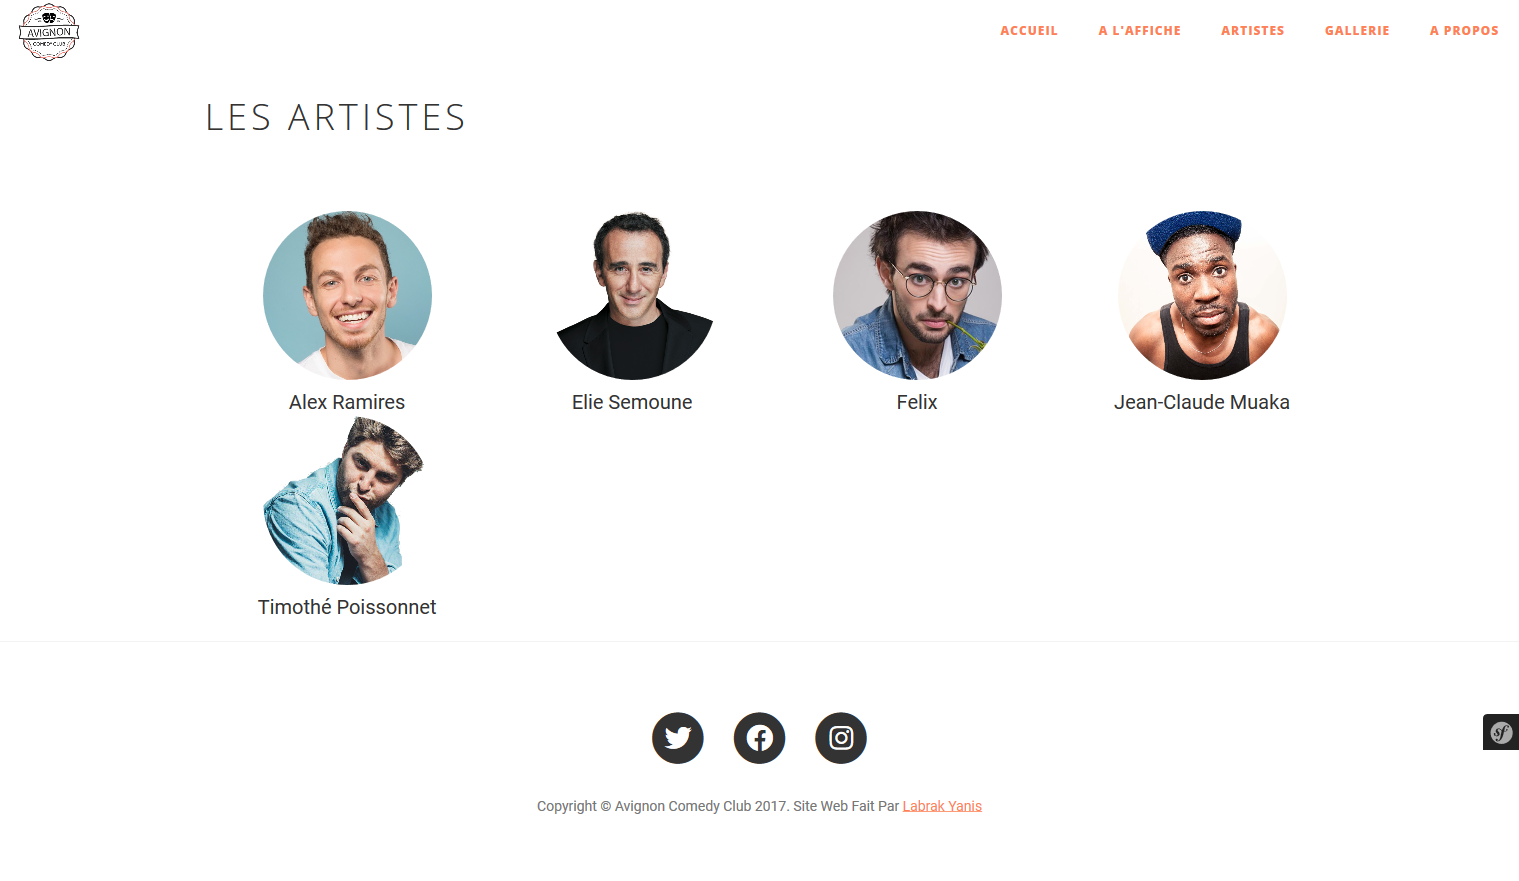 AVIGNON
COMEDY CLUB
ACCUEIL
A L'AFFICHE
ARTISTES
GALLERIE
A PROPOS
LES ARTISTES
Alex Ramires
Elie Semoune
Felix
Jean-Claude Muaka
Timothé Poissonnet
sf
Copyright © Avignon Comedy Club 2017. Site Web Fait Par Labrak Yanis